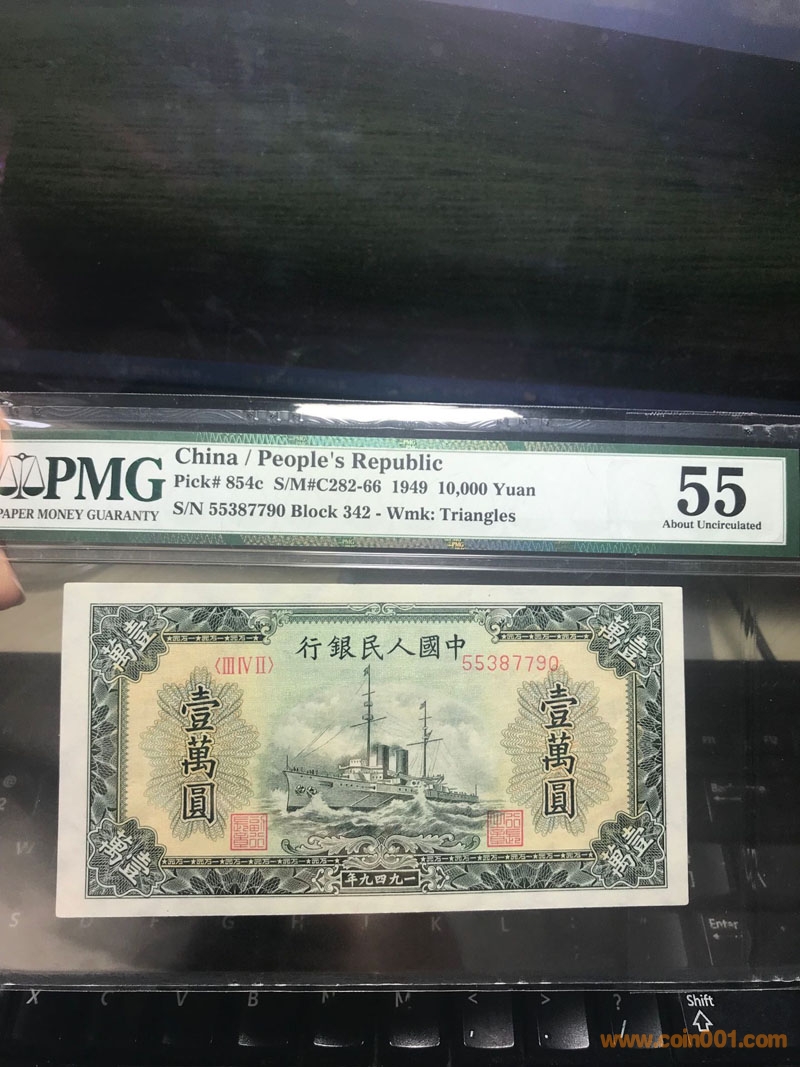 PMG
PAPER MONEY GUARANTY
China / People's Republic
Pick# 854c S/M#C282-66 1949 10,000 Yuan
S/N 55387790 Block 342 - Wmk: Triangles
55
About Uncirculated
行銀民人國中
〈III IV II〉
55387790
壹萬
壹萬
壹萬圓
壹萬圓
壹萬
壹萬
年九四九一
S
D
F
G
H
J
K
L
Enter
X
C
V
B
N
M
<
>
?
/
Shift
www.coin001.com